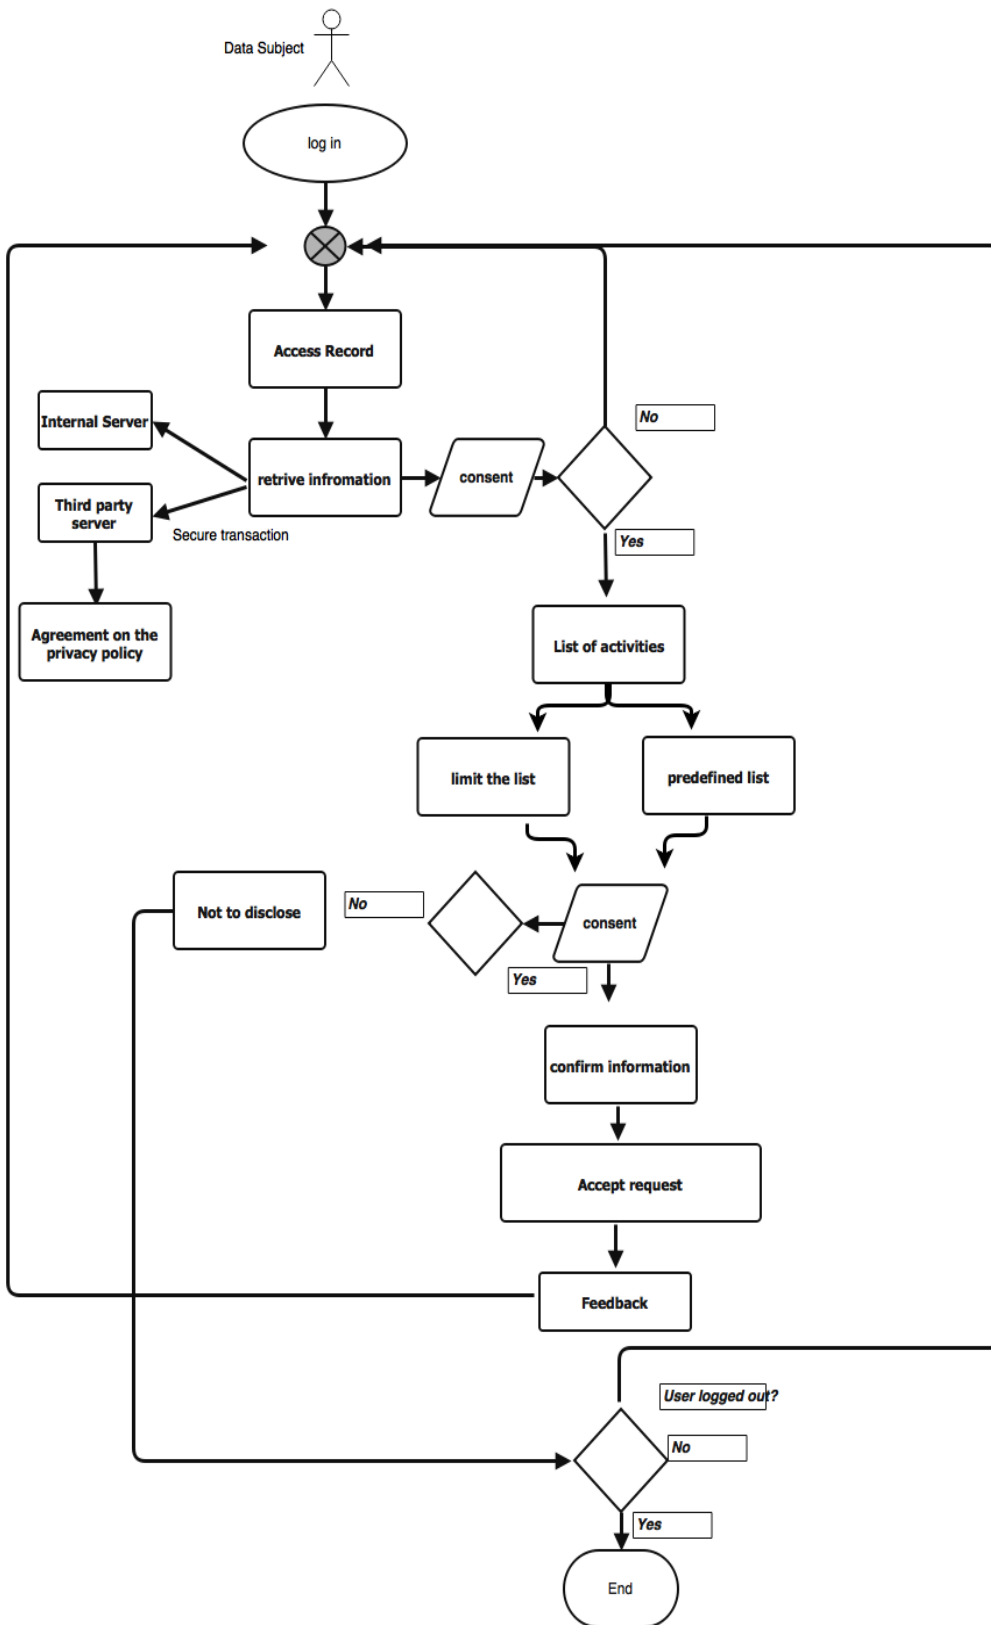 Data Subject
log in
Access Record
Internal Server
No
retrive infromation
consent
Third party
server
Secure transaction
Yes
Agreement on the
privacy policy
List of activities
limit the list
predefined list
Not to disclose
No
consent
Yes
confirm information
Accept request
Feedback
User logged out?
No
Yes
End